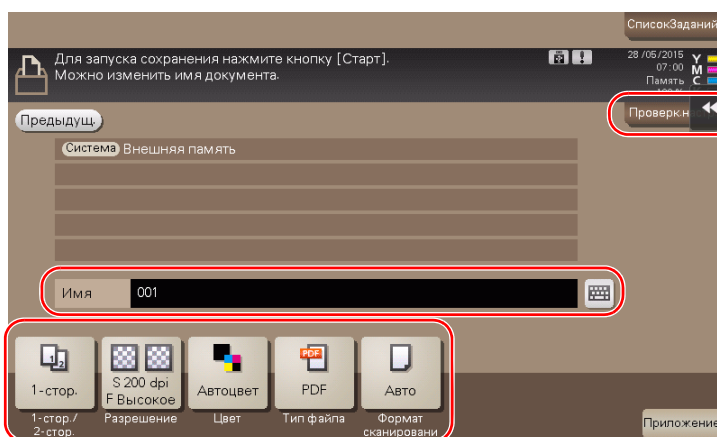 СписокЗаданий
Для запуска сохранения нажмите кнопку [Старт].
Можно изменить имя документа.
28/05/2015
07:00
Память
Y
M
C
Предыдущ.
Проверк.н
Система Внешняя память
Имя 001
1-стор.
S 200 dpi
F Высокое
Автоцвет
PDF
PDF
Авто
1-стор./
2-стор.
Разрешение
Цвет
Тип файла
Формат
сканировани
Приложение